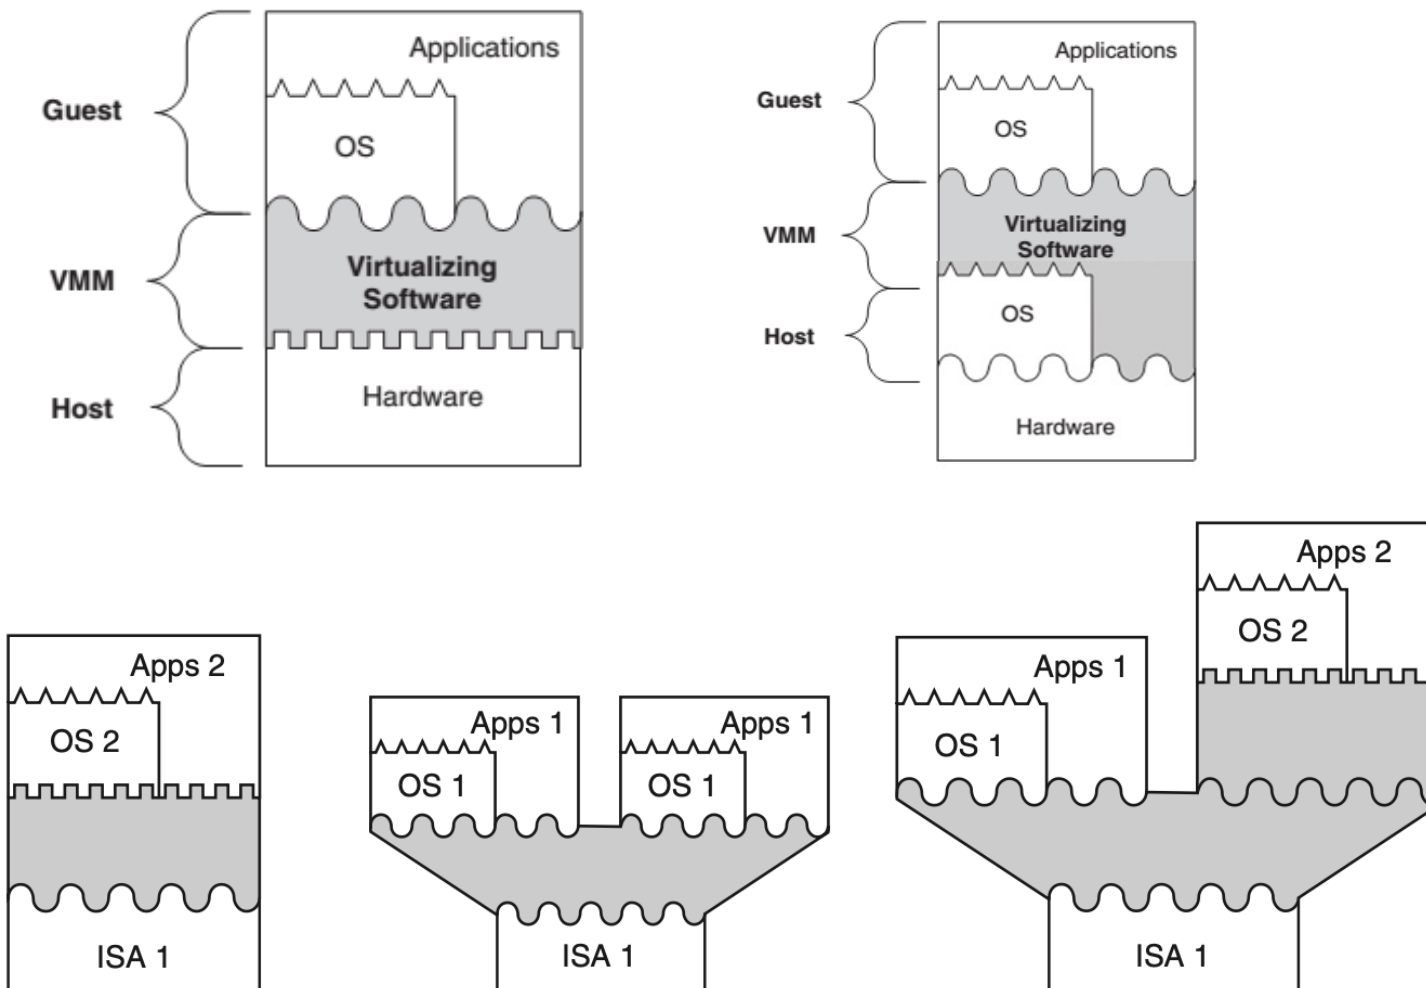 Applications
Guest
OS
VMM
Virtualizing
Software
Host
Hardware
Applications
Guest
OS
VMM
Virtualizing
Software
OS
Host
Hardware
Apps 2
OS 2
ISA 1
Apps 1
OS 1
Apps 1
OS 1
ISA 1
Apps 2
OS 2
Apps 1
OS 1
ISA 1